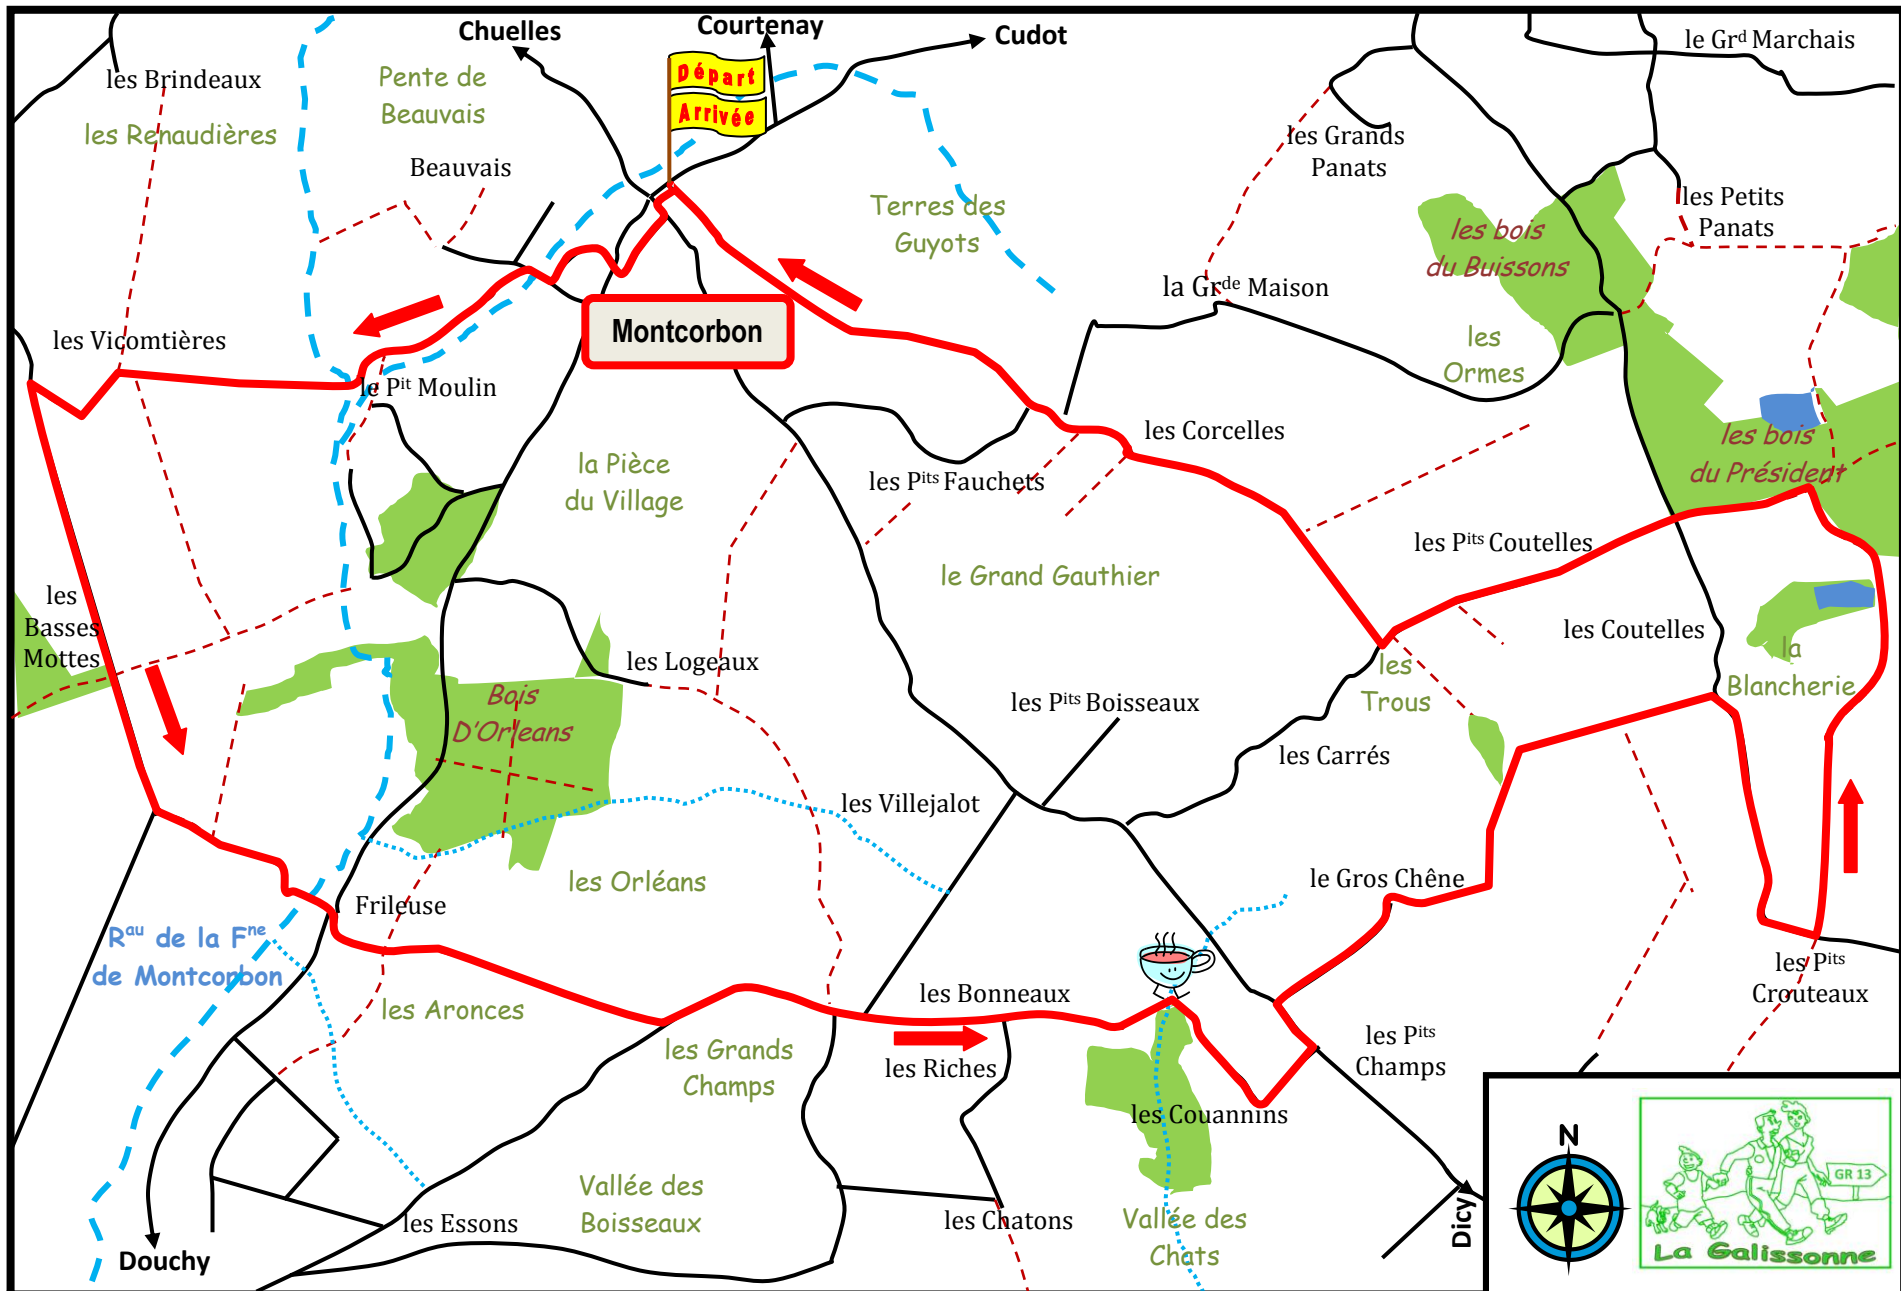 Chuelles
Courtenay
Cudot
le Grd Marchais
les Brindeaux
Pente de
Beauvais
Départ
Arrivée
les Renaudières
les Grands
Panats
Beauvais
Terres des
Guyots
les Petits
Panats
les bois
du Buissons
la Grde Maison
les Vicomtières
Montcorbon
les
Ormes
le Pit Moulin
les Corcelles
les bois
du Président
la Pièce
du Village
les Pits Fauchets
les Pits Coutelles
le Grand Gauthier
les
Basses
Mottes
les Coutelles
les Logeaux
les
Trous
la
Blancherie
Bois
D'Orleans
les Pits Boisseaux
les Carrés
les Villejalot
les Orléans
le Gros Chêne
Frileuse
Rau de la Fne
de Montcorbon
les Pits
Crouteaux
les Bonneaux
les Aronces
les Grands
Champs
les Riches
les Pits
Champs
les Couannins
Vallée des
Boisseaux
les Essons
les Chatons
Vallée des
Chats
Douchy
Dicy
N
GR 13
La Galissonne